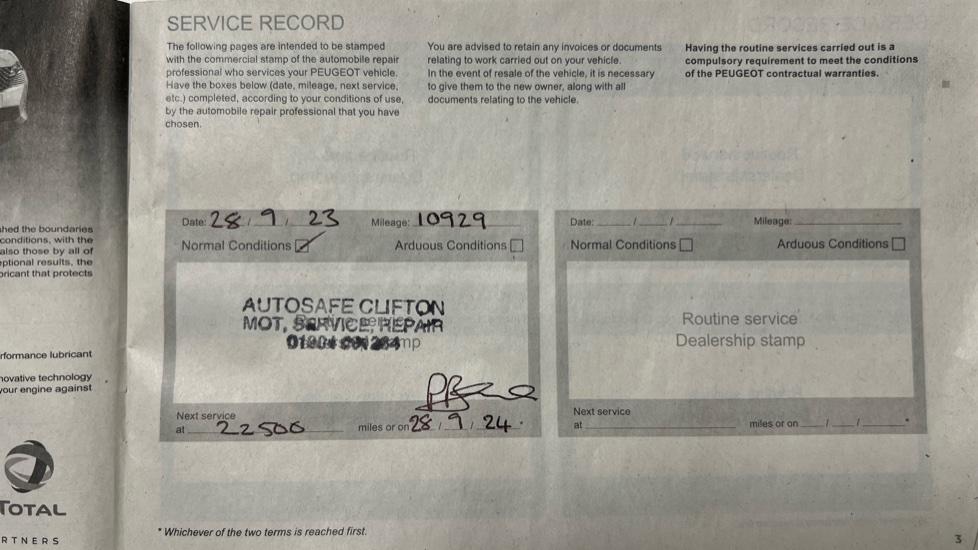 SERVICE RECORD
The following pages are intended to be stamped
with the commercial stamp of the automobile repair
professional who services your PEUGEOT vehicle.
Have the boxes below (date, mileage, next service,
etc.) completed, according to your conditions of use,
by the automobile repair professional that you have
chosen.
You are advised to retain any invoices or documents
relating to work carried out on your vehicle.
In the event of resale of the vehicle, it is necessary
to give them to the new owner, along with all
documents relating to the vehicle.
Having the routine services carried out is a
compulsory requirement to meet the conditions
of the PEUGEOT contractual warranties.
Date: 28 / 9 / 23 Mileage: 10929
Normal Conditions Arduous Conditions
AUTOSAFE CLIFTON
MOT, SERVICE, REPAIR
Next service
at 22500 miles or on 28 / 9 / 24 *
Date: / / Mileage:
Normal Conditions Arduous Conditions
Routine service
Dealership stamp
Next service
at miles or on / / *
* Whichever of the two terms is reached first.
3
the boundaries
conditions, with the
also those by all of
results, the
that protects
lubricant
technology
your engine against
TOTAL